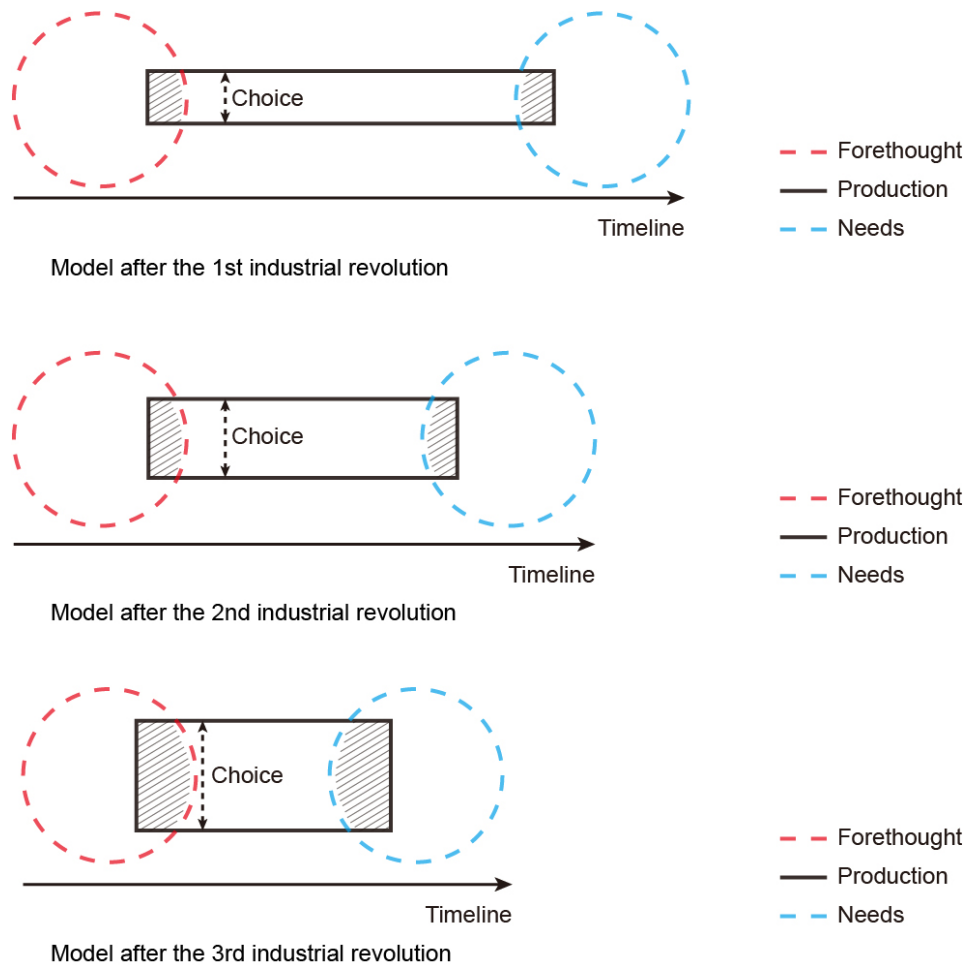 Choice
Forethought
Production
Timeline
Needs
Model after the 1st industrial revolution
Choice
Forethought
Production
Timeline
Needs
Model after the 2nd industrial revolution
Choice
Forethought
Production
Timeline
Needs
Model after the 3rd industrial revolution